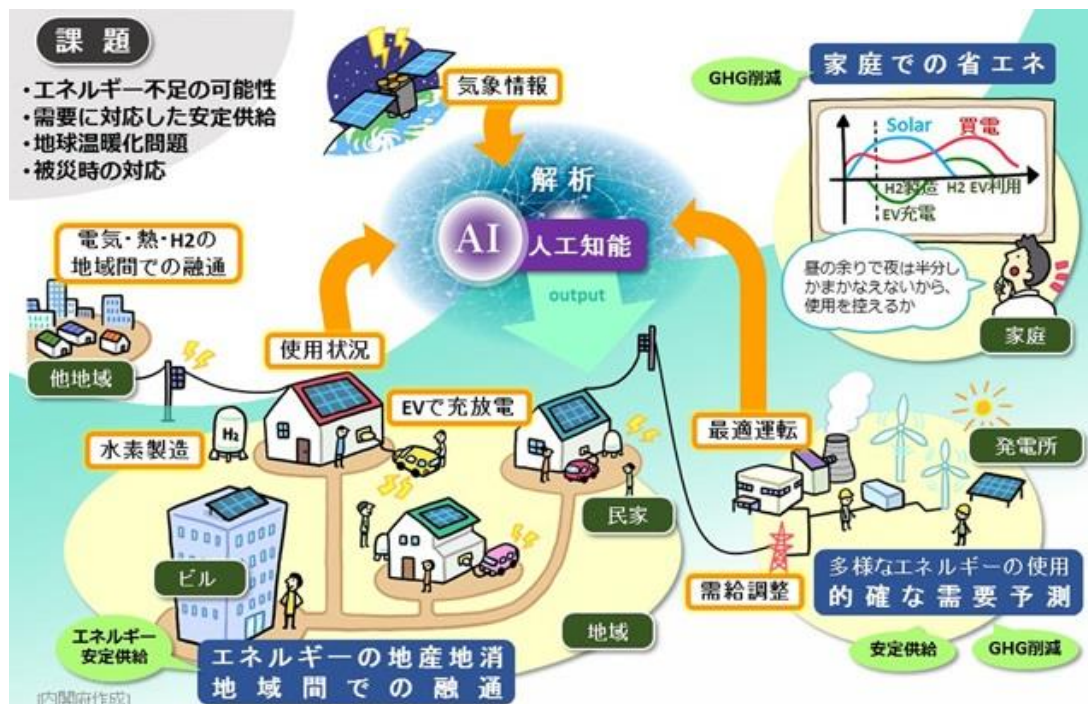 課題
・エネルギー不足の可能性
・需要に対応した安定供給
・地球温暖化問題
・被災時の対応
気象情報
解析
AI
人工知能
output
GHG削減
家庭での省エネ
Solar
買電
H2製造
H2 EV利用
EV充電
昼の余りで夜は半分し
かまかなえないから、
使用を控えるか
家庭
電気・熱・H2の
地域間での融通
他地域
使用状況
水素製造
H2
EVで充放電
民家
ビル
地域
エネルギー
安定供給
エネルギーの地産地消
地域間での融通
最適運転
発電所
需給調整
多様なエネルギーの使用
的確な需要予測
安定供給
GHG削減
[内閣府作成]